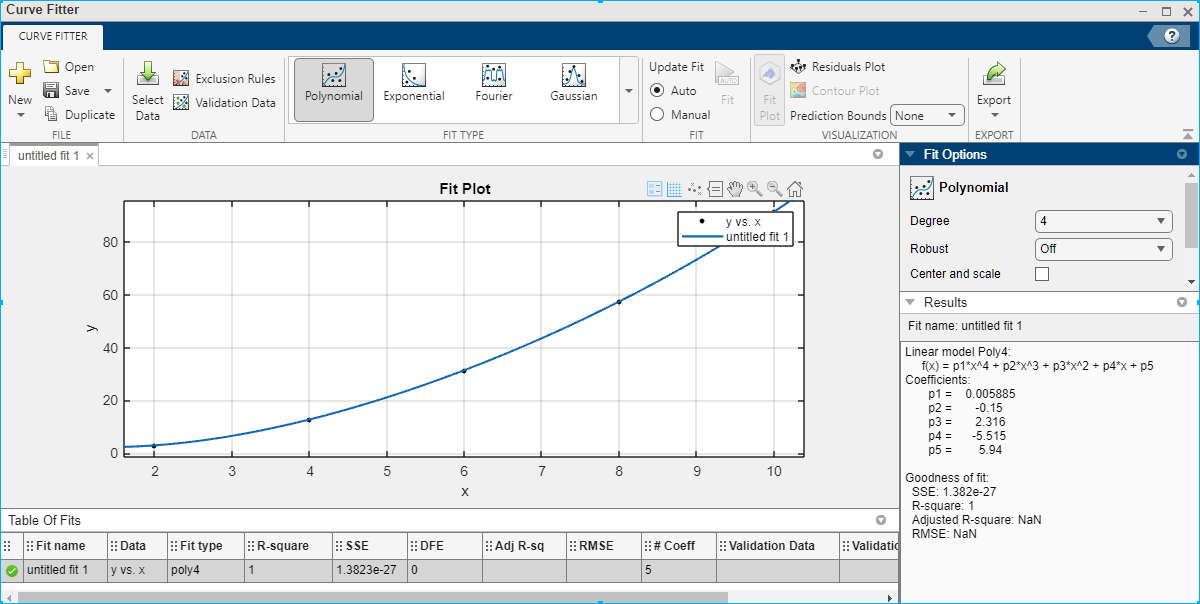 Curve Fitter
CURVE FITTER
?
New
Open
Save
Duplicate
FILE
Select
Data
Exclusion Rules
Validation Data
DATA
Polynomial
Exponential
Fourier
Gaussian
FIT TYPE
Update Fit
Auto
Manual
AUTO
Fit
FIT
Fit
Plot
Residuals Plot
Contour Plot
Prediction Bounds None
VISUALIZATION
Export
EXPORT
untitled fit 1
Fit Plot
y vs. x
untitled fit 1
80
60
40
20
0
y
2 3 4 5 6 7 8 9 10
x
Table Of Fits
Fit name Data Fit type R-square SSE DFE Adj R-sq RMSE # Coeff Validation Data Validatic
untitled fit 1 y vs. x poly4 1 1.3823e-27 0 5
Fit Options
Polynomial
Degree 4
Robust Off
Center and scale
Results
Fit name: untitled fit 1
Linear model Poly4:
f(x) = p1*x^4 + p2*x^3 + p3*x^2 + p4*x + p5
Coefficients:
p1 = 0.005885
p2 = -0.15
p3 = 2.316
p4 = -5.515
p5 = 5.94
Goodness of fit:
SSE: 1.382e-27
R-square: 1
Adjusted R-square: NaN
RMSE: NaN